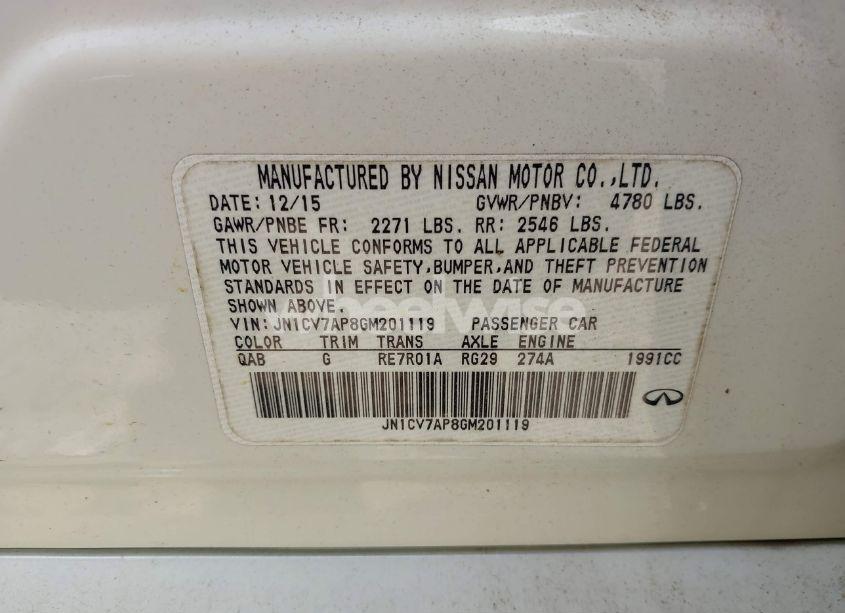 MANUFACTURED BY NISSAN MOTOR CO.,LTD.
DATE: 12/15 GVWR/PNBV: 4780 LBS.
GAWR/PNBE FR: 2271 LBS. RR: 2546 LBS.
THIS VEHICLE CONFORMS TO ALL APPLICABLE FEDERAL
MOTOR VEHICLE SAFETY,BUMPER,AND THEFT PREVENTION
STANDARDS IN EFFECT ON THE DATE OF MANUFACTURE
SHOWN ABOVE.
wheelwise
VIN: JN1CV7AP8GM201119 PASSENGER CAR
COLOR TRIM TRANS AXLE ENGINE
QAB G RE7R01A RG29 274A 1991CC
JN1CV7AP8GM201119